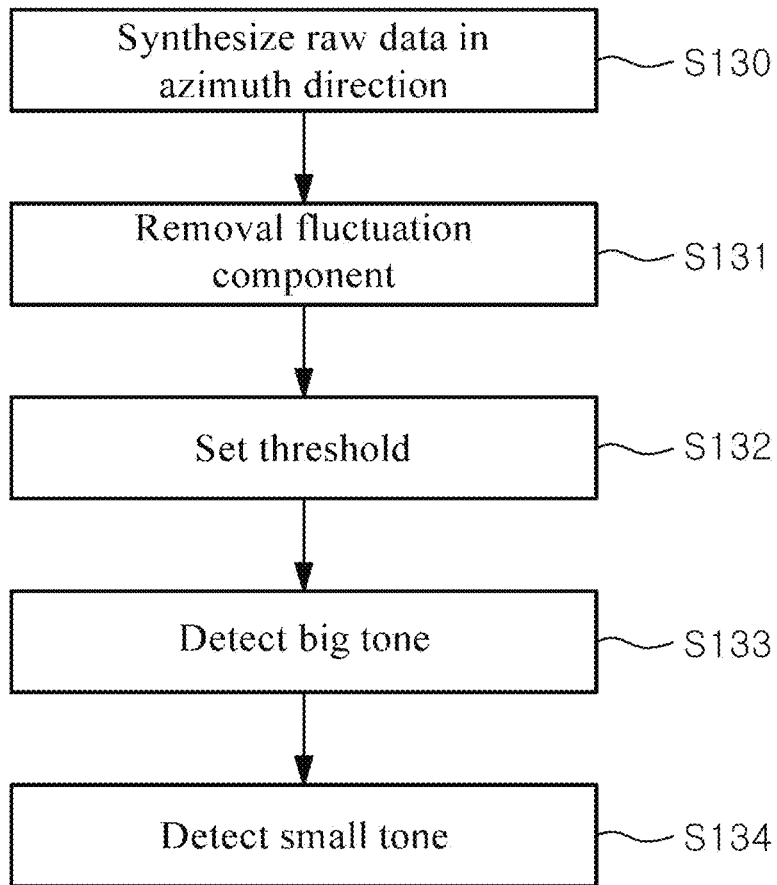 Synthesize raw data in
azimuth direction
S130
Removal fluctuation
component
S131
Set threshold
S132
Detect big tone
S133
Detect small tone
S134